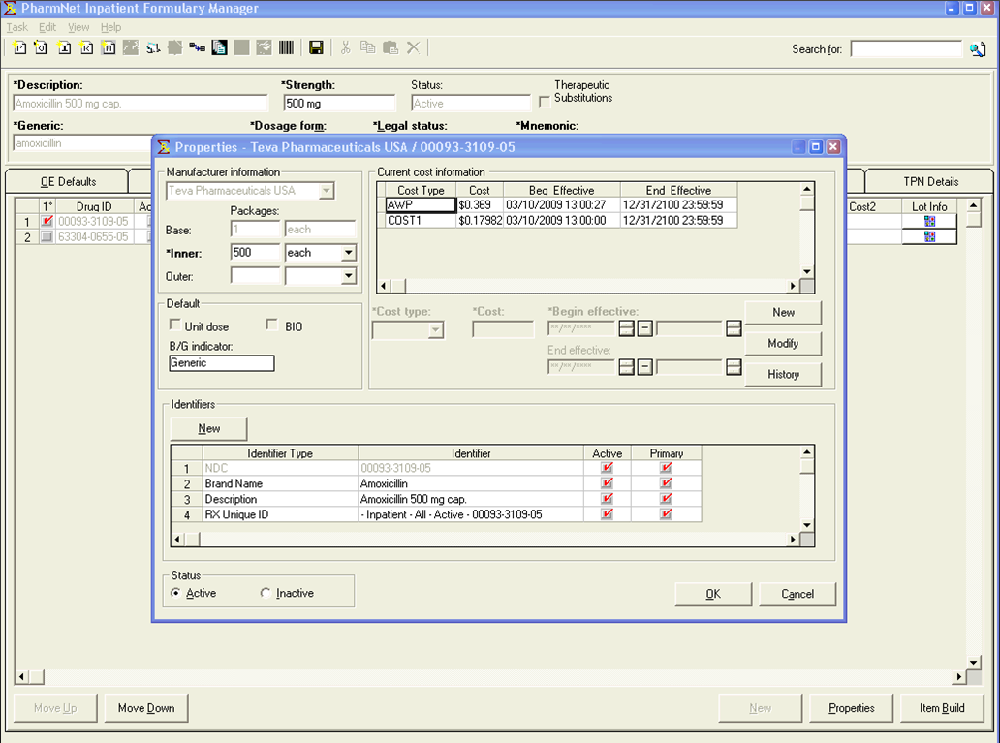 PharmNet Inpatient Formulary Manager
Task Edit View Help
Search for:
*Description: *Strength: Status: Therapeutic Substitutions
Amoxicillin 500 mg cap. 500 mg Active
*Generic: *Dosage form: *Legal status: *Mnemonic:
amoxicillin
Properties - Teva Pharmaceuticals USA / 00093-3109-05
OE Defaults TPN Details
1° Drug ID Cost2 Lot Info
1 00093-3109-05
2 63304-0655-05
Manufacturer information
Teva Pharmaceuticals USA
Packages:
Base: 1 each
*Inner: 500 each
Outer:
Default
Unit dose BIO
B/G indicator:
Generic
Current cost information
Cost Type Cost Beg Effective End Effective
AWP $0.369 03/10/2009 13:00:27 12/31/2100 23:59:59
COST1 $0.17982 03/10/2009 13:00:00 12/31/2100 23:59:59
*Cost type: *Cost: *Begin effective:
**/**/****
End effective:
**/**/****
New
Modify
History
Identifiers
New
Identifier Type Identifier Active Primary
1 NDC 00093-3109-05
2 Brand Name Amoxicillin
3 Description Amoxicillin 500 mg cap.
4 RX Unique ID - Inpatient - All - Active - 00093-3109-05
Status
Active Inactive
OK Cancel
Move Up Move Down New Properties Item Build